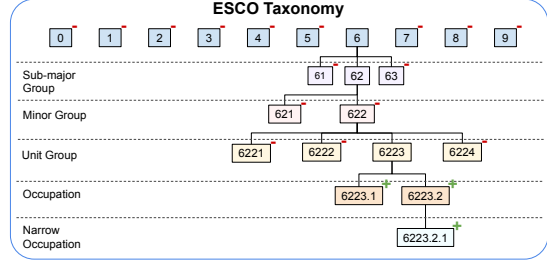 ESCO Taxonomy
0 - 1 - 2 - 3 - 4 - 5 - 6 7 - 8 - 9 -
Sub-major 61 - 62 63 -
Group
Minor Group 621 - 622 -
Unit Group 6221 - 6222 - 6223 6224 -
Occupation 6223.1 + 6223.2 +
Narrow 6223.2.1 +
Occupation